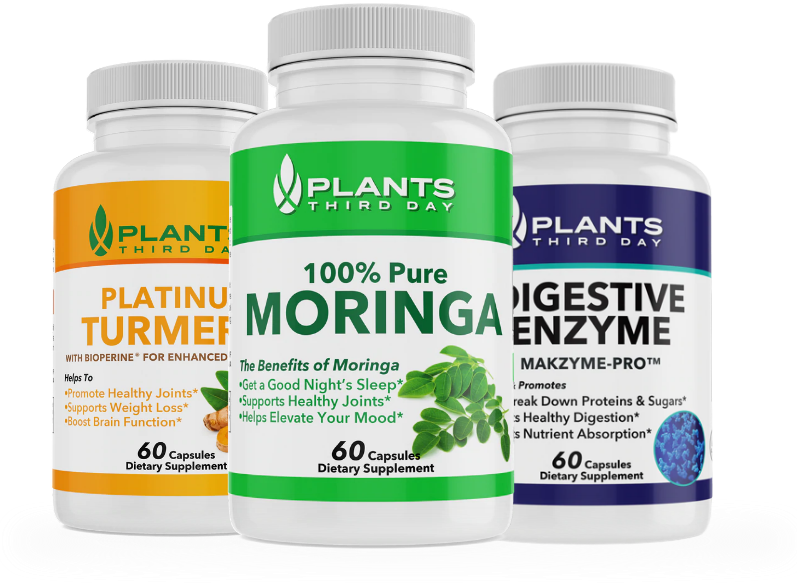 PLANTS
THIRD DA
PLATINU
TURMER
WITH BIOPERINE® FOR ENHANCED
Helps To
•Promote Healthy Joints*
•Supports Weight Loss*
•Boost Brain Function*
60 Capsules
Dietary Supplement
PLANTS
THIRD DAY
100% Pure
MORINGA
The Benefits of Moringa
•Get a Good Night's Sleep*
•Supports Healthy Joints*
•Helps Elevate Your Mood*
60 Capsules
Dietary Supplement
PLANTS
THIRD DAY
DIGESTIVE
ENZYME
MAKZYME-PRO™
& Promotes
reak Down Proteins & Sugars*
s Healthy Digestion*
ts Nutrient Absorption*
60 Capsules
Dietary Supplement